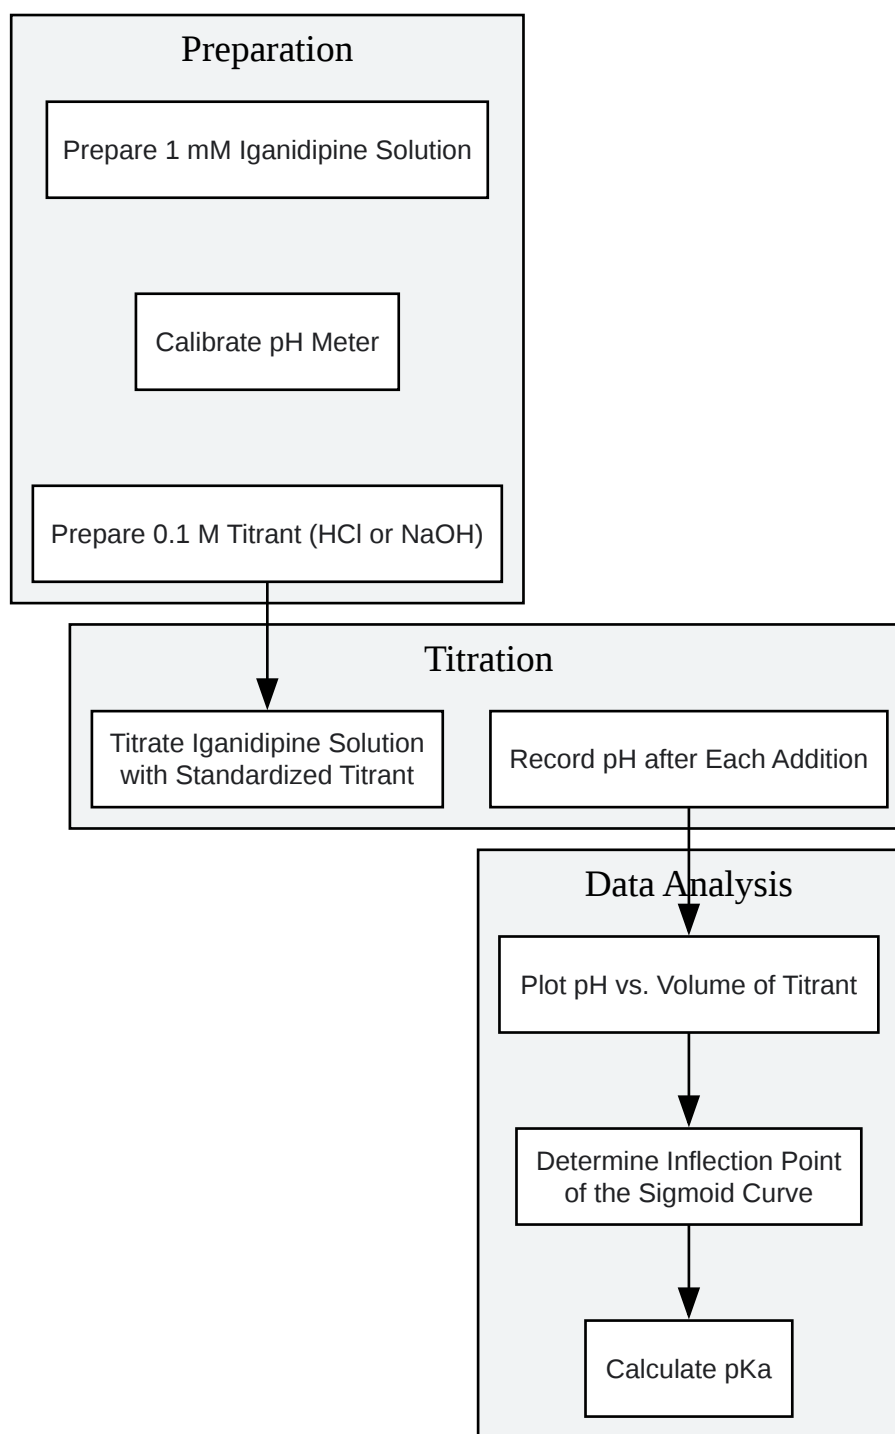 Preparation
Prepare 1 mM Iganidipine Solution
Calibrate pH Meter
Prepare 0.1 M Titrant (HCl or NaOH)
Titration
Titrate Iganidipine Solution
with Standardized Titrant
Record pH after Each Addition
Data Analysis
Plot pH vs. Volume of Titrant
Determine Inflection Point
of the Sigmoid Curve
Calculate pKa